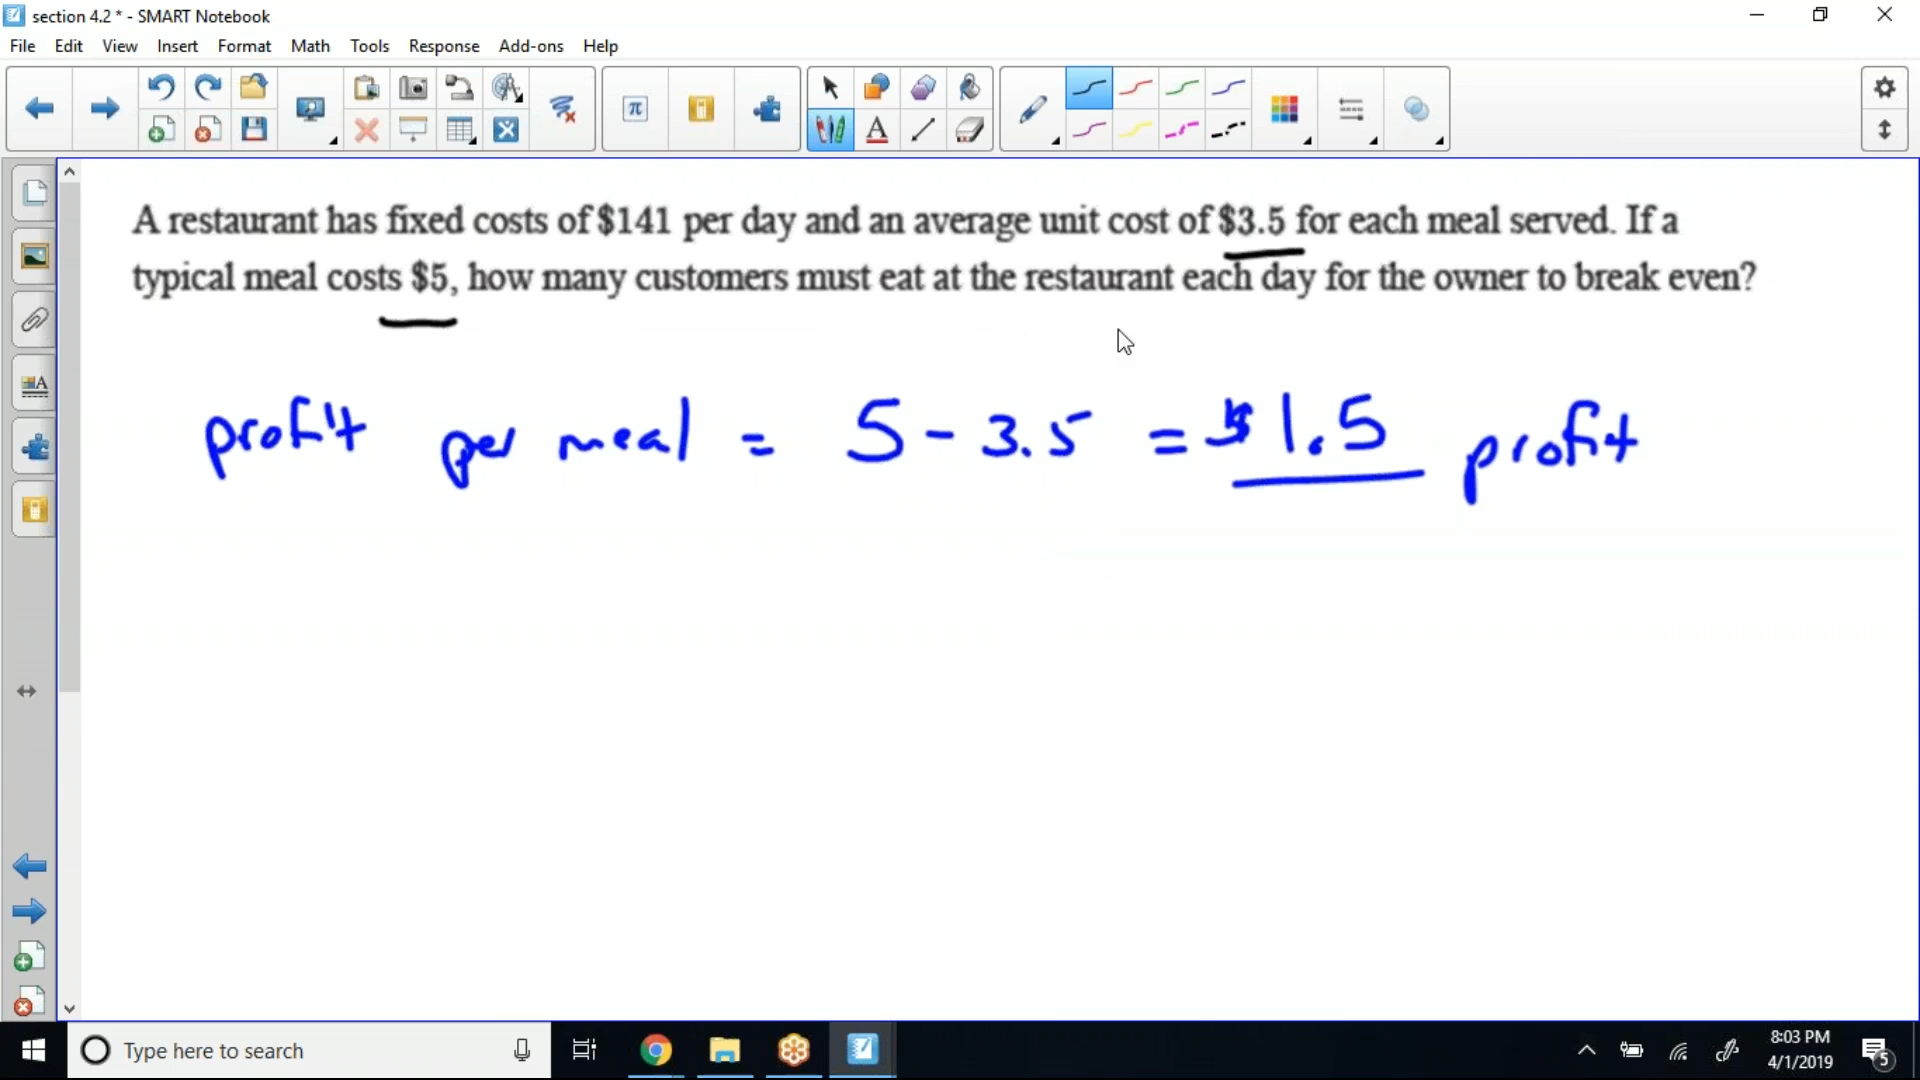 section 4.2 * - SMART Notebook
File Edit View Insert Format Math Tools Response Add-ons Help
A restaurant has fixed costs of $141 per day and an average unit cost of $3.5 for each meal served. If a
typical meal costs $5, how many customers must eat at the restaurant each day for the owner to break even?
profit per meal = 5 - 3.5 = $1.5 profit
Type here to search
8:03 PM
4/1/2019
5